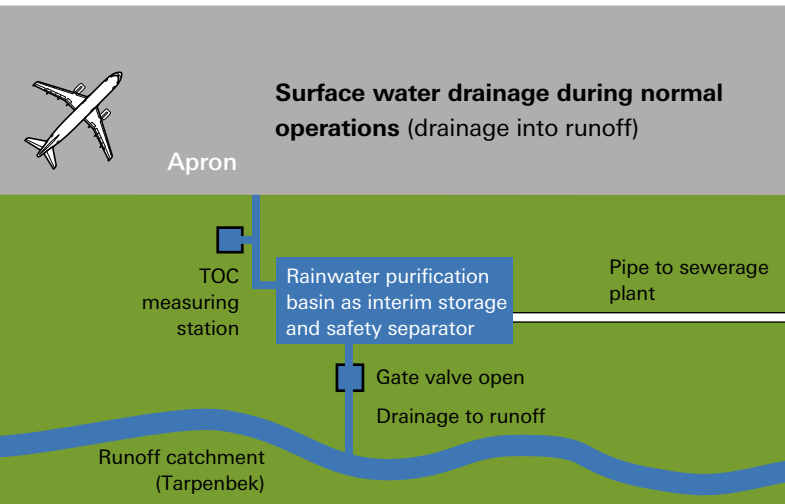 Surface water drainage during normal
operations (drainage into runoff)
Apron
TOC
measuring
station
Rainwater purification
basin as interim storage
and safety separator
Pipe to sewerage
plant
Gate valve open
Drainage to runoff
Runoff catchment
(Tarpenbek)